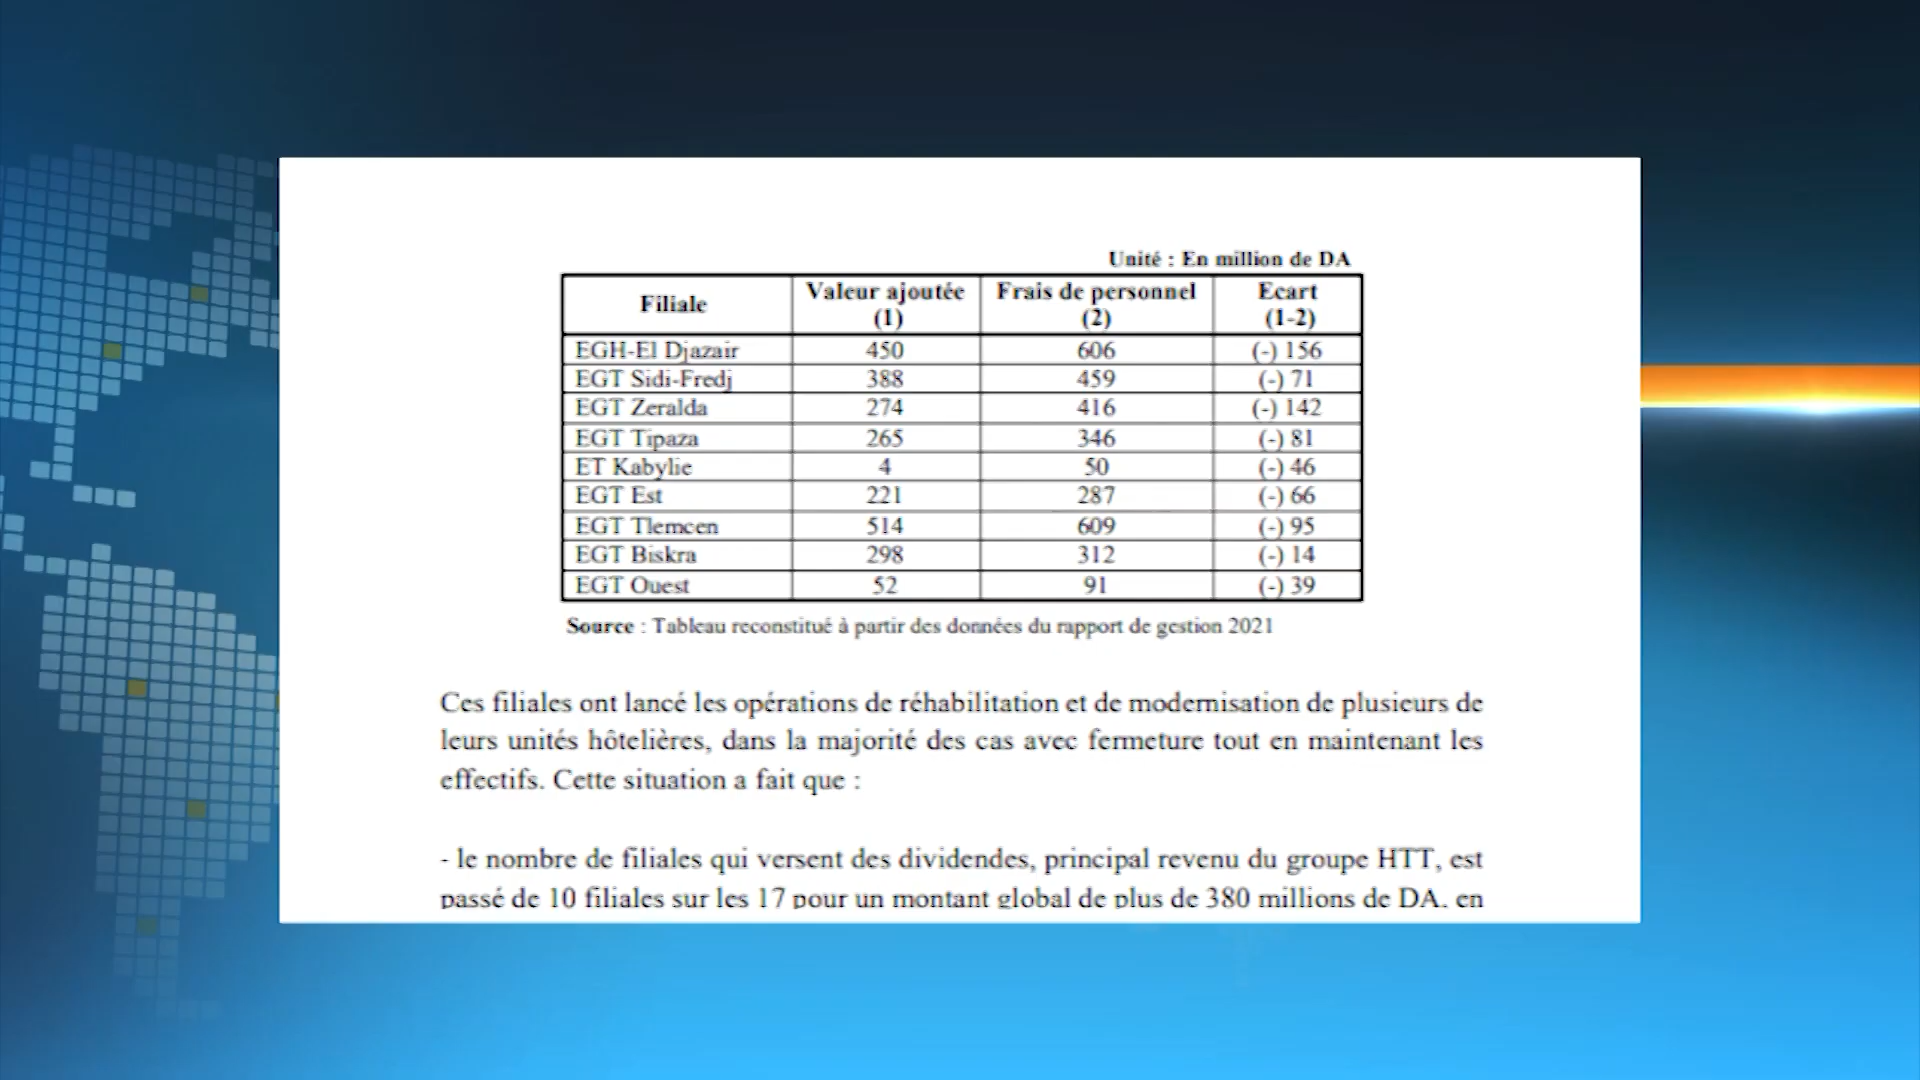 Unité : En million de DA
Filiale Valeur ajoutée (1) Frais de personnel (2) Ecart (1-2)
EGH-El Djazair 450 606 (-) 156
EGT Sidi-Fredj 388 459 (-) 71
EGT Zeralda 274 416 (-) 142
EGT Tipaza 265 346 (-) 81
ET Kabylie 4 50 (-) 46
EGT Est 221 287 (-) 66
EGT Tlemcen 514 609 (-) 95
EGT Biskra 298 312 (-) 14
EGT Ouest 52 91 (-) 39
Source : Tableau reconstitué à partir des données du rapport de gestion 2021
Ces filiales ont lancé les opérations de réhabilitation et de modernisation de plusieurs de
leurs unités hôtelières, dans la majorité des cas avec fermeture tout en maintenant les
effectifs. Cette situation a fait que :
- le nombre de filiales qui versent des dividendes, principal revenu du groupe HTT, est
passé de 10 filiales sur les 17 pour un montant global de plus de 380 millions de DA, en